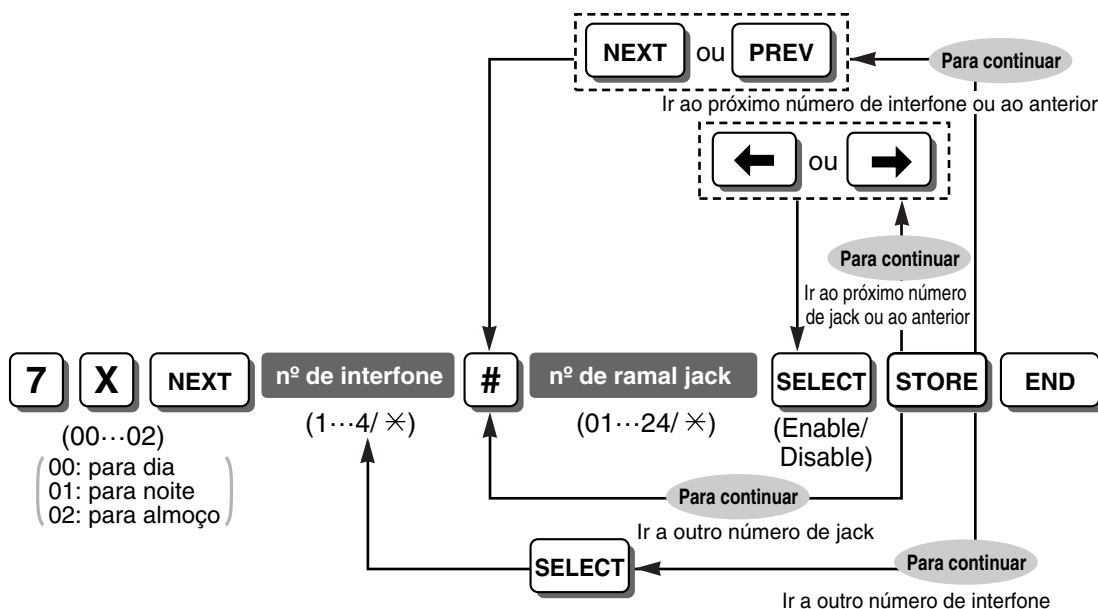 NEXT ou PREV
Para continuar
Ir ao próximo número de interfone ou ao anterior
← ou →
Para continuar
Ir ao próximo número
de jack ou ao anterior
7 X NEXT nº de interfone # nº de ramal jack SELECT STORE END
(00⋯02)
(1⋯4/ ✳)
(01⋯24/ ✳)
(Enable/
Disable)
00: para dia
01: para noite
02: para almoço
Para continuar
Ir a outro número de jack
SELECT
Para continuar
Ir a outro número de interfone